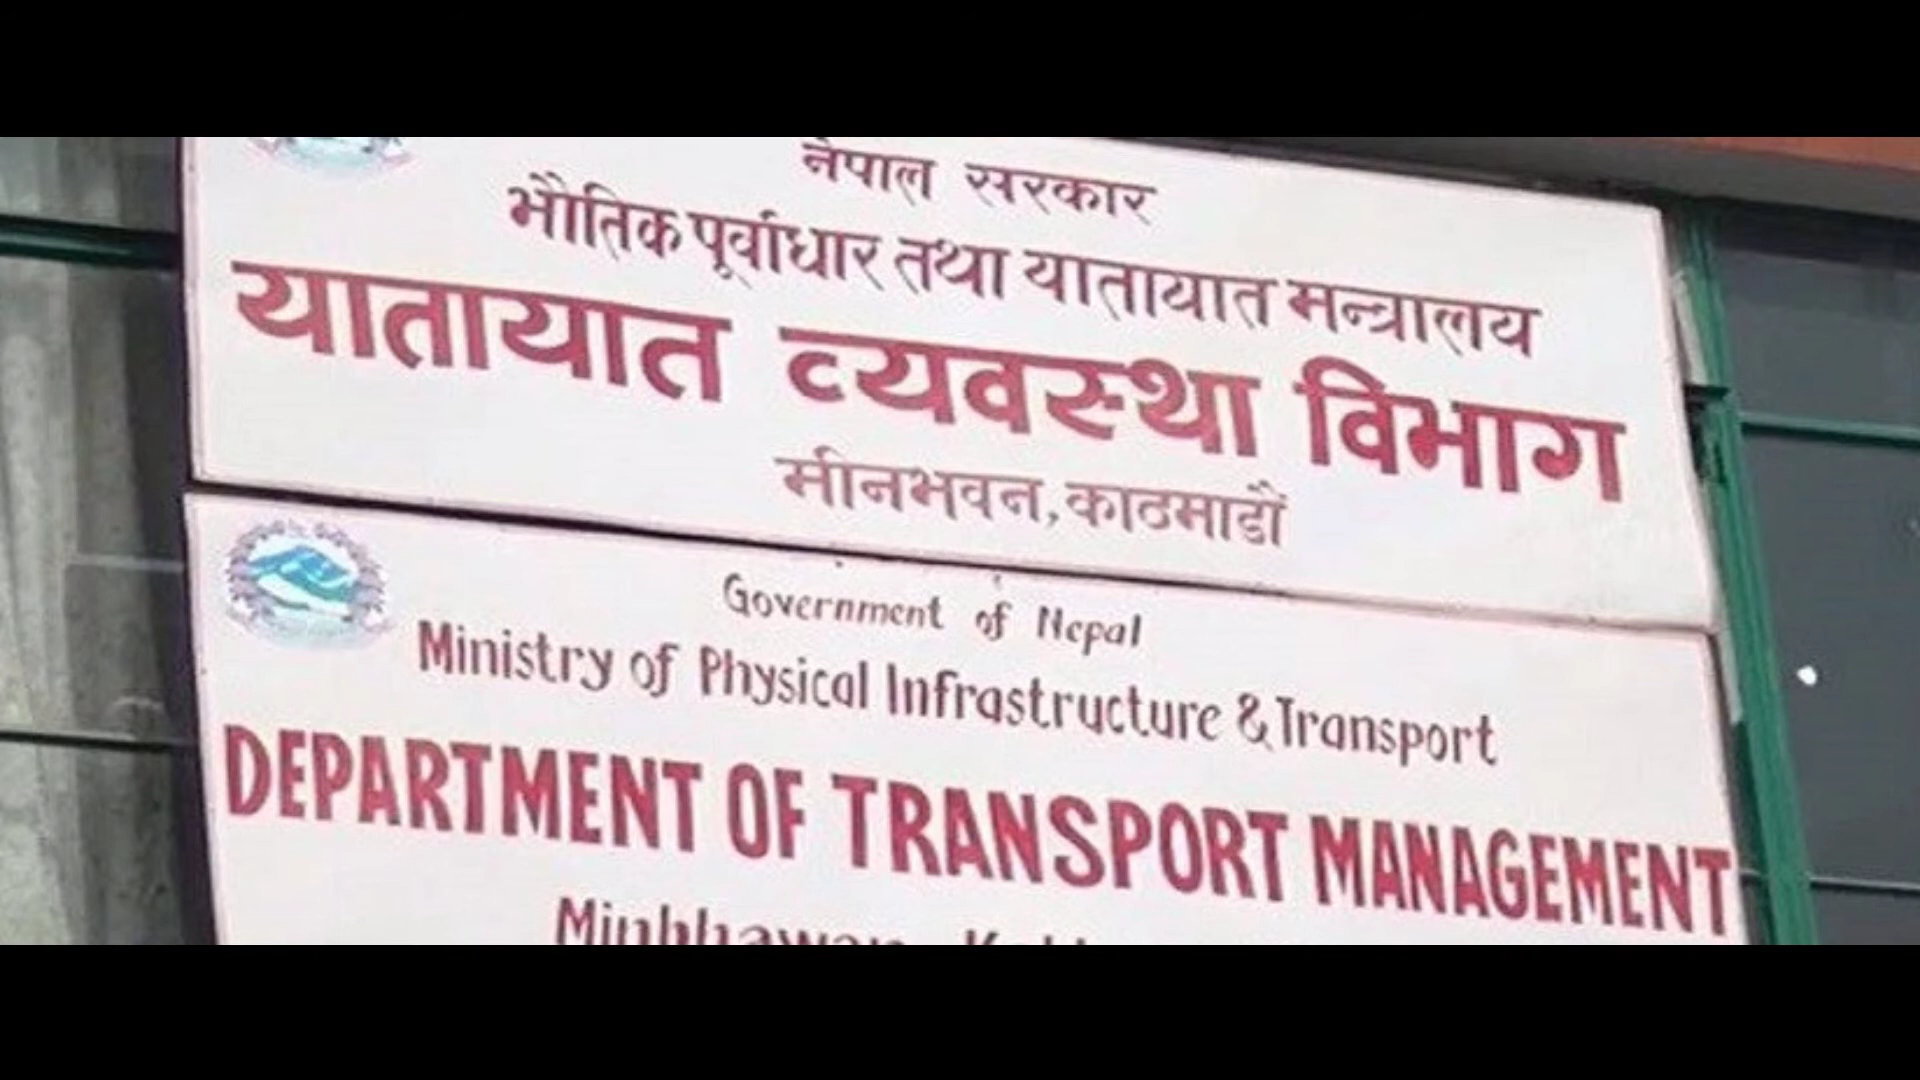 नेपाल सरकार
भौतिक पूर्वाधार तथा यातायात मन्त्रालय
यातायात व्यवस्था विभाग
मीनभवन, काठमाडौं
Government of Nepal
Ministry of Physical Infrastructure & Transport
DEPARTMENT OF TRANSPORT MANAGEMENT
Minbhawan